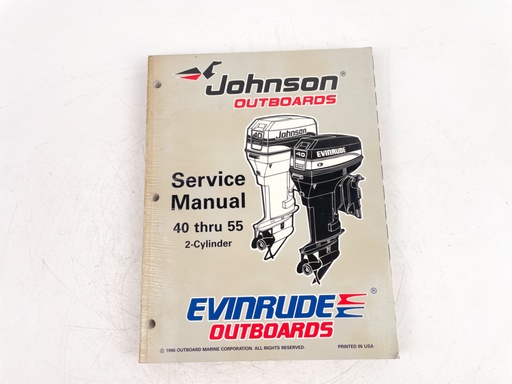 Johnson®
OUTBOARDS
Service
Manual
40 thru 55
2-Cylinder
40 Johnson
40 EVINRUDE
EVINRUDE®
OUTBOARDS
© 1996 OUTBOARD MARINE CORPORATION. ALL RIGHTS RESERVED. PRINTED IN USA